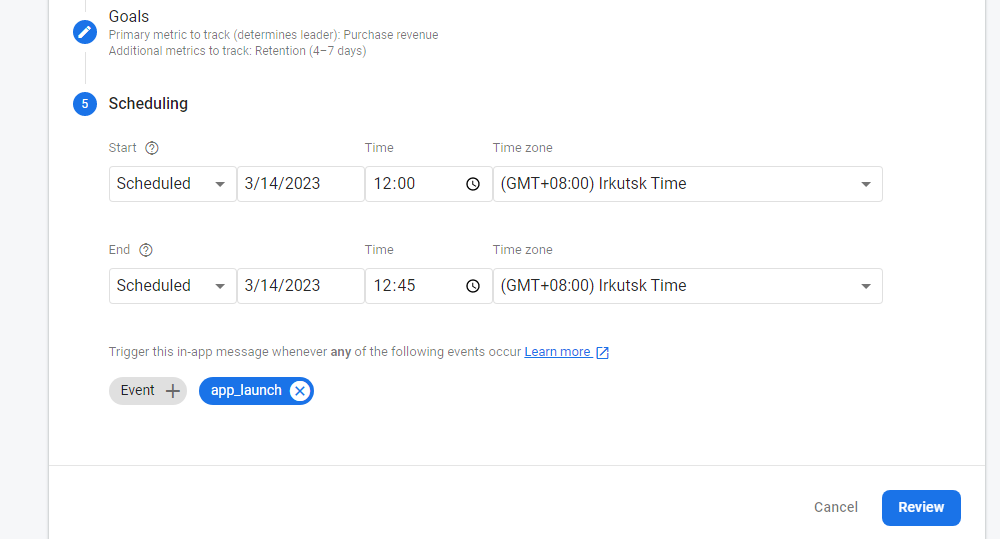 Goals
Primary metric to track (determines leader): Purchase revenue
Additional metrics to track: Retention (4–7 days)
5 Scheduling
Start Time Time zone
Scheduled 3/14/2023 12:00 (GMT+08:00) Irkutsk Time
End Time Time zone
Scheduled 3/14/2023 12:45 (GMT+08:00) Irkutsk Time
Trigger this in-app message whenever any of the following events occur Learn more
Event app_launch
Cancel Review